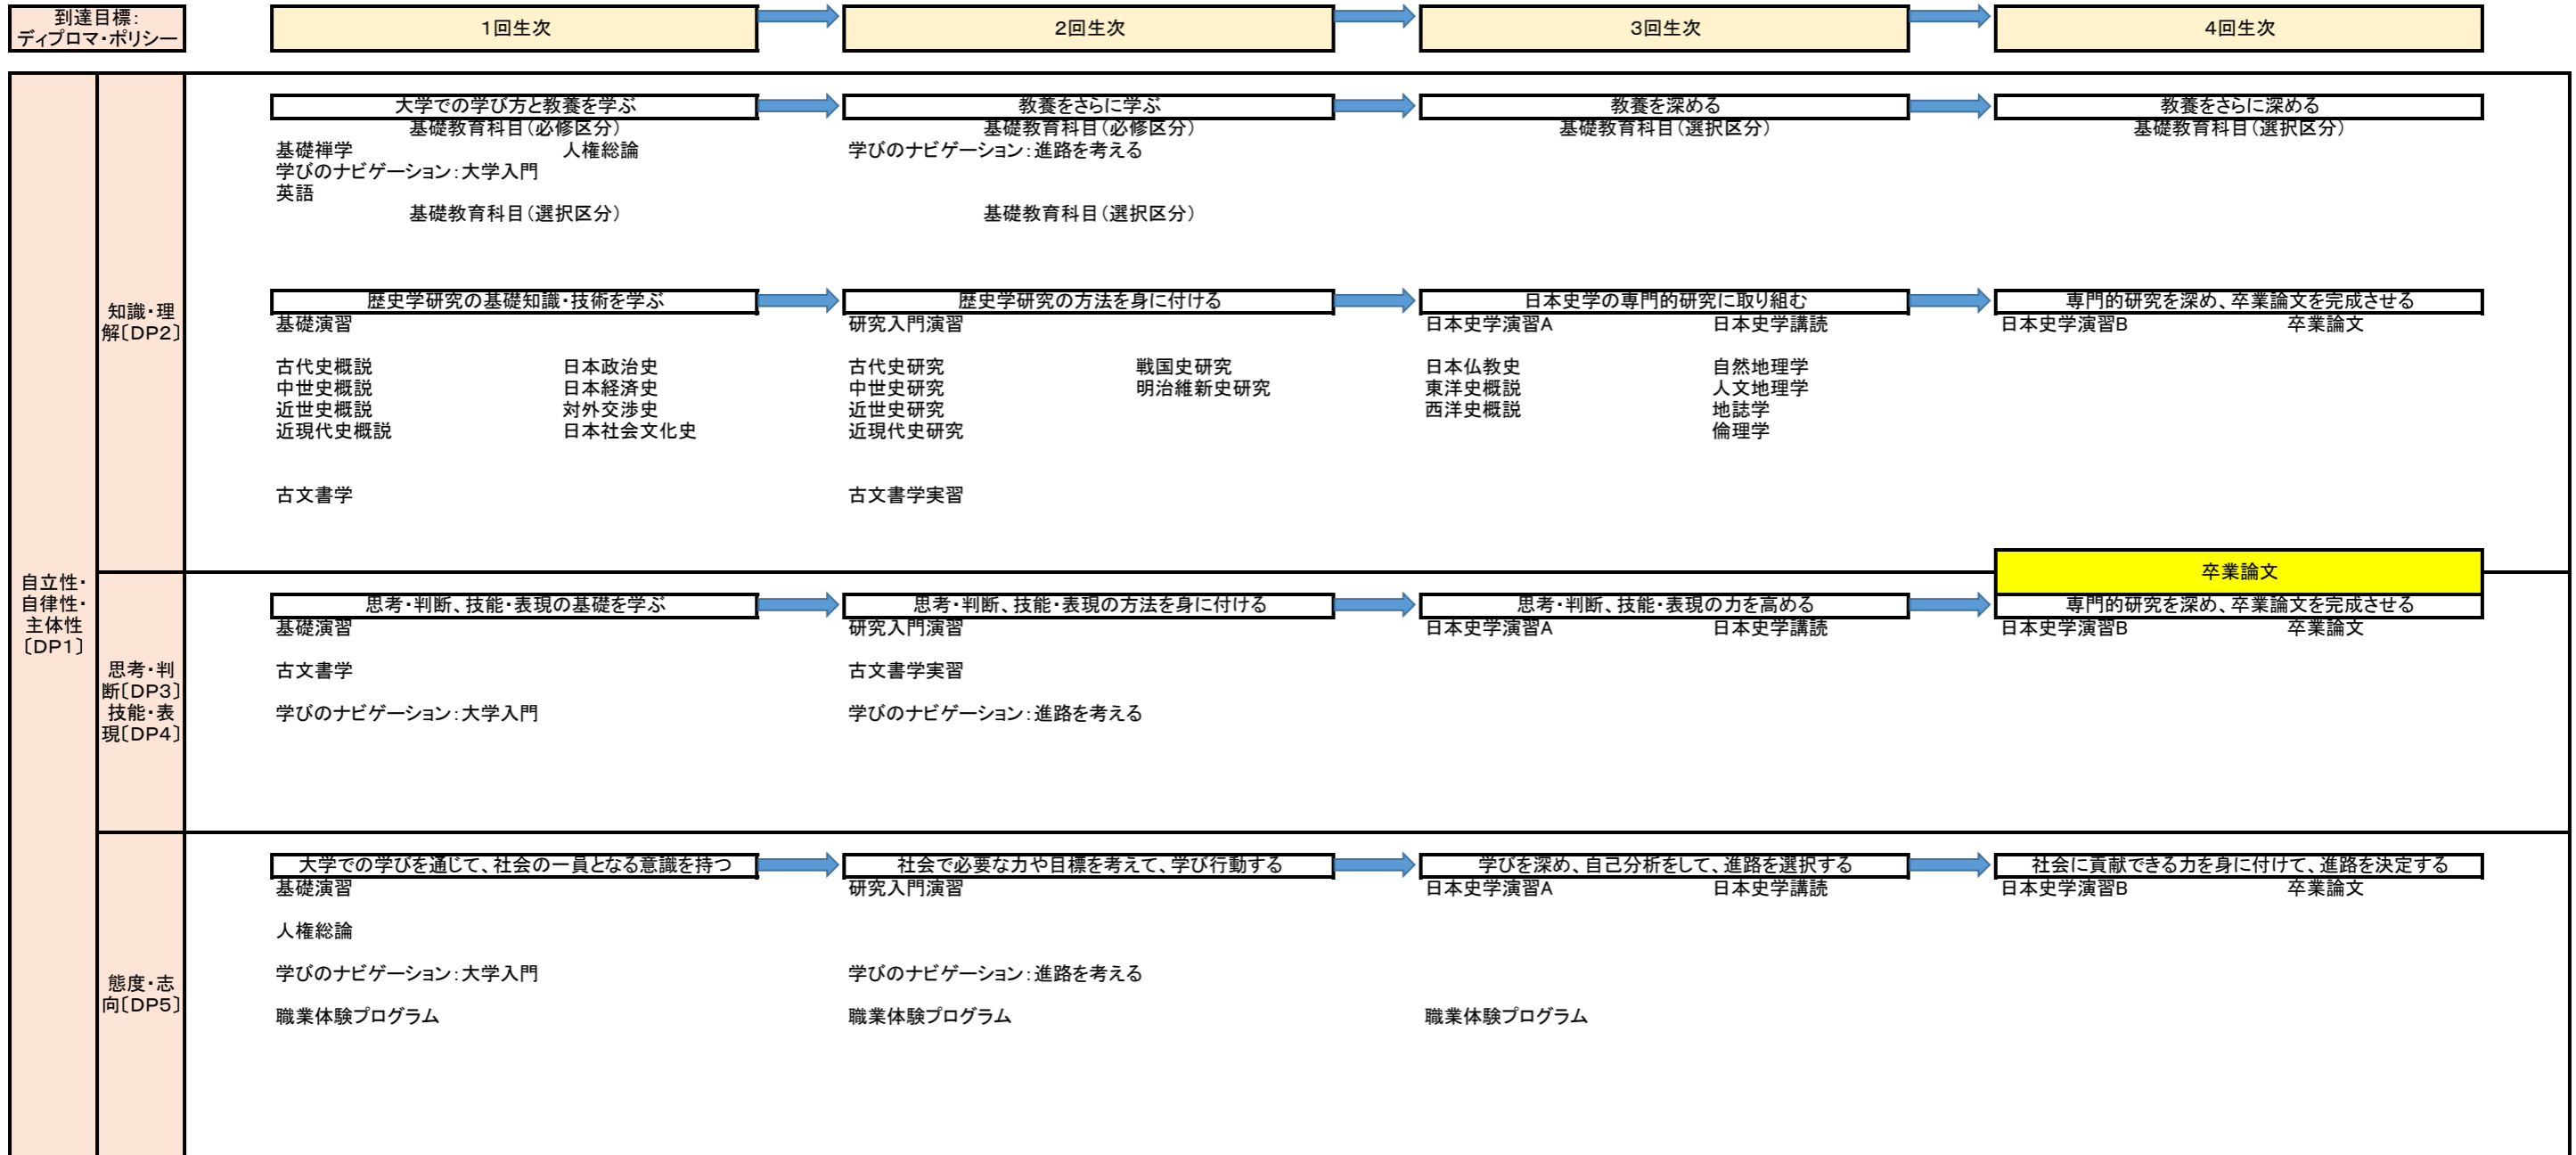 到達目標：
ディプロマ・ポリシー
１回生次
２回生次
３回生次
４回生次
自立性・
自律性・
主体性
〔DP1〕
知識・理
解〔DP2〕
大学での学び方と教養を学ぶ
教養をさらに学ぶ
教養を深める
教養をさらに深める
基礎教育科目（必修区分）
基礎教育科目（必修区分）
基礎教育科目（選択区分）
基礎教育科目（選択区分）
基礎禅学 人権総論
学びのナビゲーション：進路を考える
学びのナビゲーション：大学入門
英語
基礎教育科目（選択区分）
基礎教育科目（選択区分）
歴史学研究の基礎知識・技術を学ぶ
歴史学研究の方法を身に付ける
日本史学の専門的研究に取り組む
専門的研究を深め、卒業論文を完成させる
基礎演習
研究入門演習
日本史学演習A 日本史学講読
日本史学演習B 卒業論文
古代史概説 日本政治史
古代史研究 戦国史研究
日本仏教史 自然地理学
中世史概説 日本経済史
中世史研究 明治維新史研究
東洋史概説 人文地理学
近世史概説 対外交渉史
近世史研究
西洋史概説 地誌学
近現代史概説 日本社会文化史
近現代史研究
倫理学
古文書学
古文書学実習
卒業論文
思考・判
断〔DP3〕
技能・表
現〔DP4〕
思考・判断、技能・表現の基礎を学ぶ
思考・判断、技能・表現の方法を身に付ける
思考・判断、技能・表現の力を高める
専門的研究を深め、卒業論文を完成させる
基礎演習
研究入門演習
日本史学演習A 日本史学講読
日本史学演習B 卒業論文
古文書学
古文書学実習
学びのナビゲーション：大学入門
学びのナビゲーション：進路を考える
態度・志
向〔DP5〕
大学での学びを通じて、社会の一員となる意識を持つ
社会で必要な力や目標を考えて、学び行動する
学びを深め、自己分析をして、進路を選択する
社会に貢献できる力を身に付けて、進路を決定する
基礎演習
研究入門演習
日本史学演習A 日本史学講読
日本史学演習B 卒業論文
人権総論
学びのナビゲーション：大学入門
学びのナビゲーション：進路を考える
職業体験プログラム
職業体験プログラム
職業体験プログラム